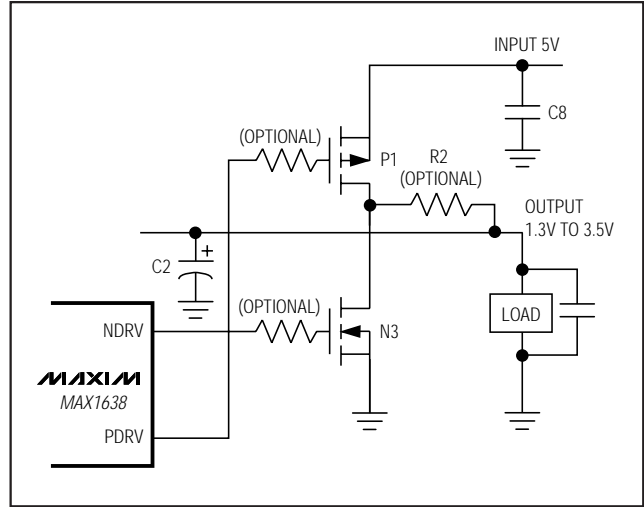 INPUT 5V
C8
(OPTIONAL)
P1
R2
(OPTIONAL)
OUTPUT
1.3V TO 3.5V
+
C2
(OPTIONAL)
LOAD
NDRV
N3
MAXIM
MAX1638
PDRV